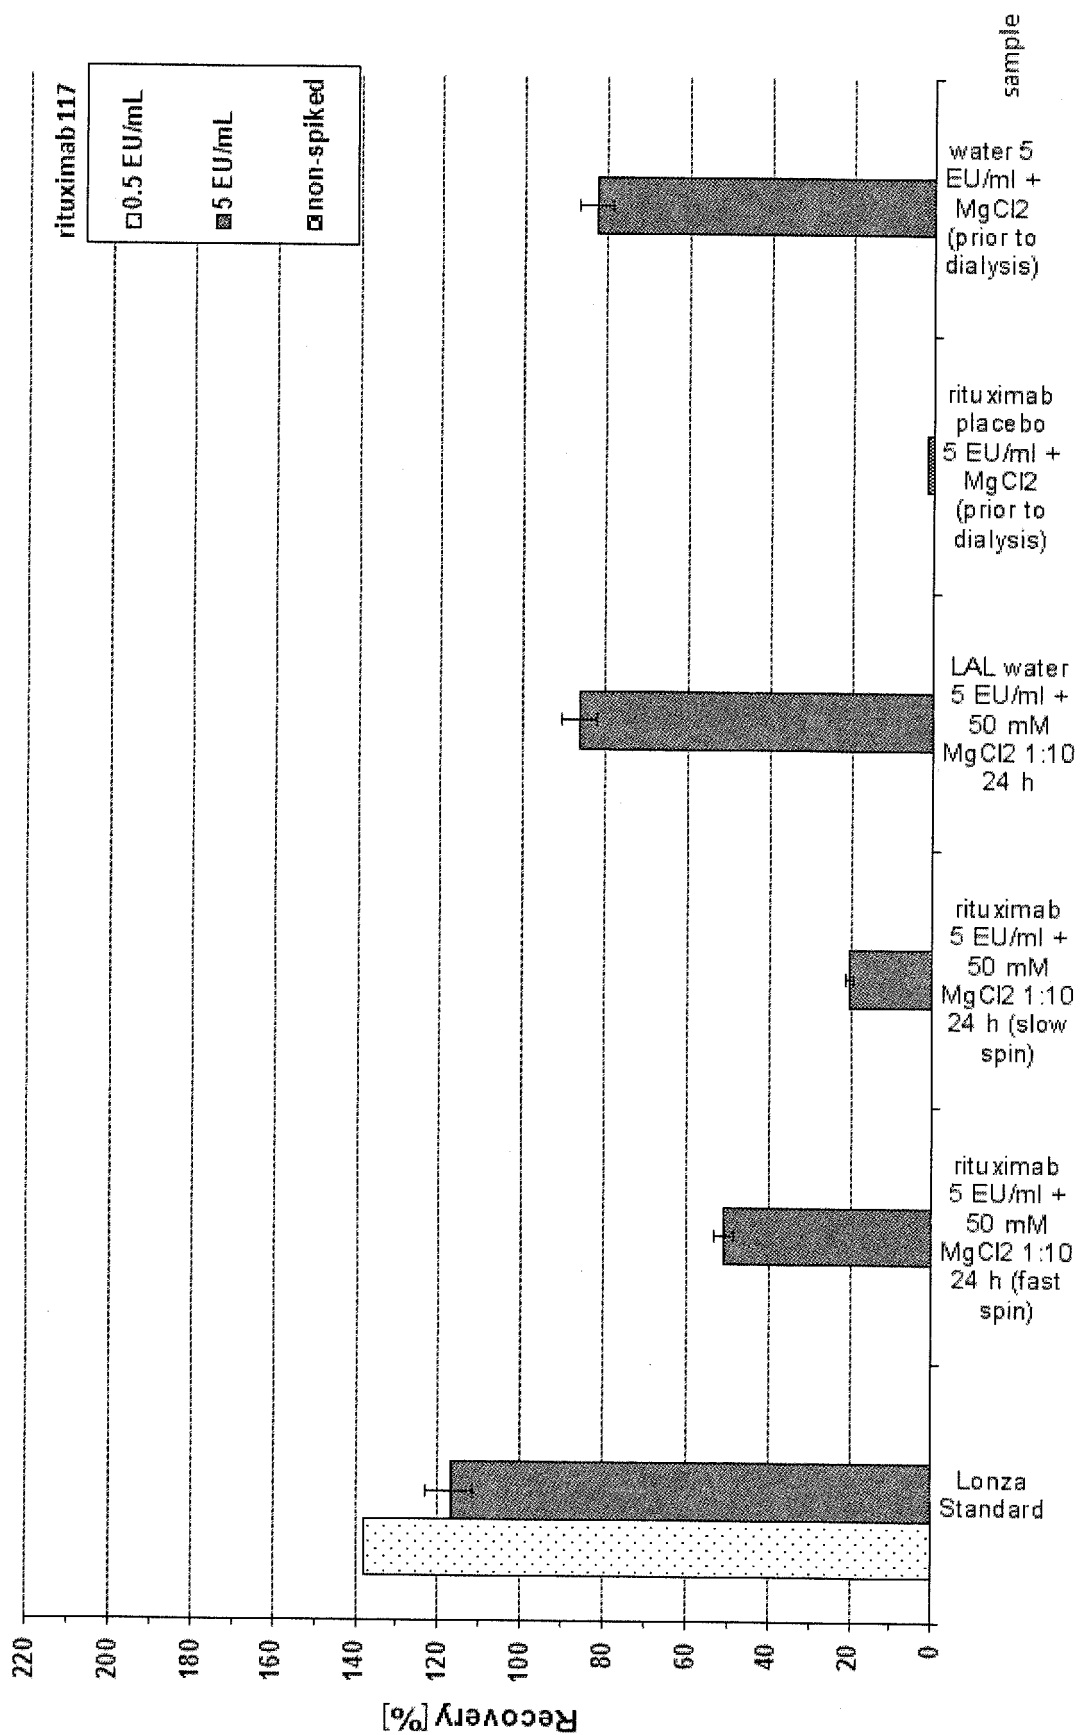 rituximab117
0.5 EU/mL
5 EU/mL
non-spiked
Recovery [%]
220
200
180
160
140
120
100
80
60
40
20
0
Lonza
Standard
rituximab
5 EU/ml +
50 mM
MgCl2 1:10
24 h (fast
spin)
rituximab
5 EU/ml +
50 mM
MgCl2 1:10
24 h (slow
spin)
LAL water
5 EU/ml +
50 mM
MgCl2 1:10
24 h
rituximab
placebo
5 EU/ml +
MgCl2
(prior to
dialysis)
water 5
EU/ml +
MgCl2
(prior to
dialysis)
sample